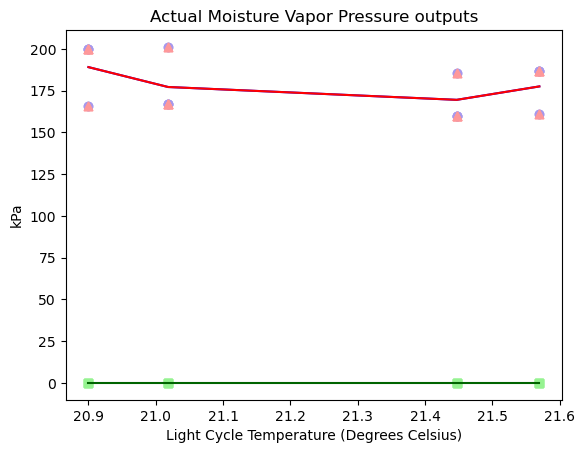 Actual Moisture Vapor Pressure outputs
kPa
200
175
150
125
100
75
50
25
0
20.9 21.0 21.1 21.2 21.3 21.4 21.5 21.6
Light Cycle Temperature (Degrees Celsius)